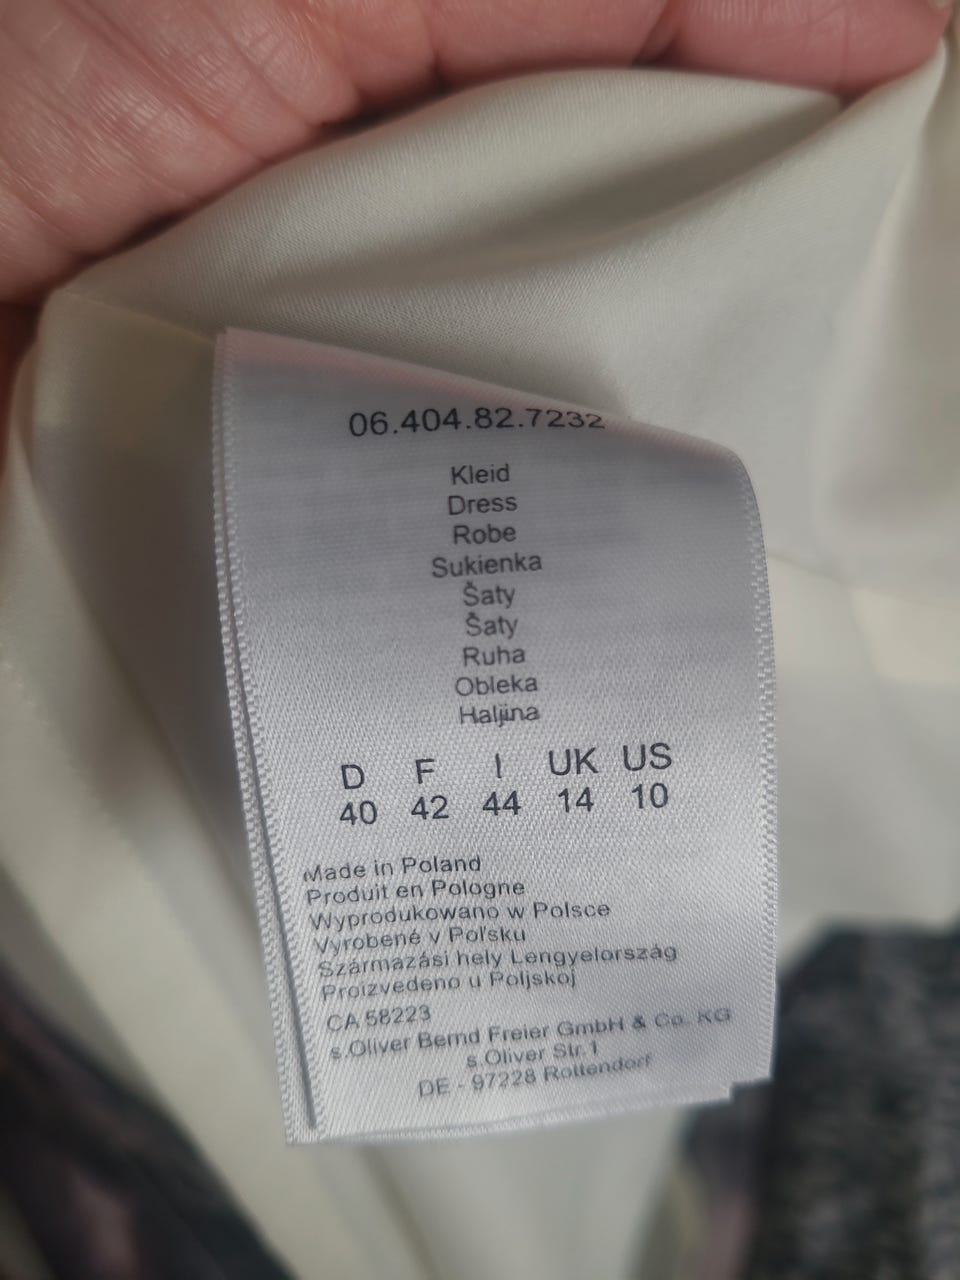 06.404.82.7232
Kleid
Dress
Robe
Sukienka
Šaty
Šaty
Ruha
Obleka
Haljina
D F I UK US
40 42 44 14 10
Made in Poland
Produit en Pologne
Wyprodukowano w Polsce
Vyrobené v Poľsku
Származási hely Lengyelország
Proizvedeno u Poljskoj
CA 58223
s.Oliver Bernd Freier GmbH & Co. KG
s.Oliver Str.1
DE - 97228 Rottendorf